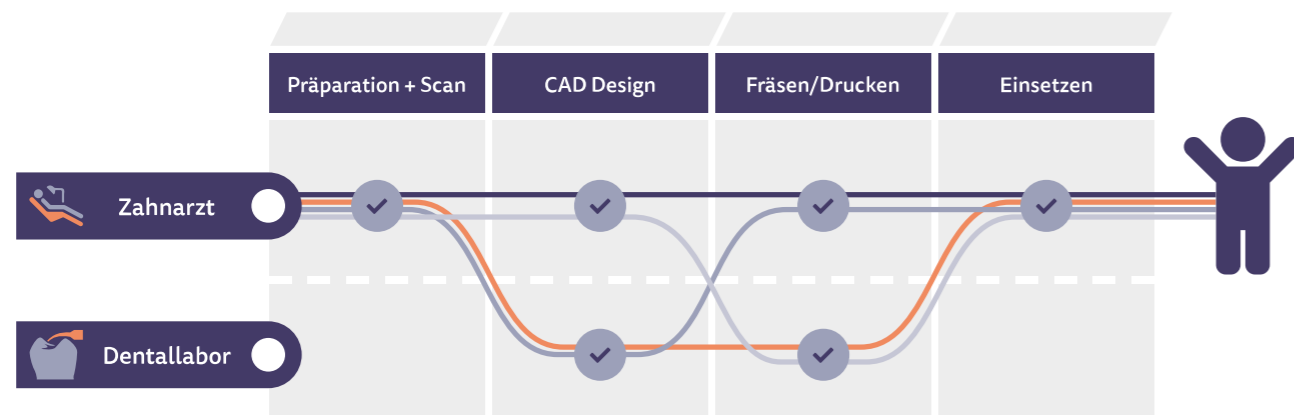 Präparation + Scan
CAD Design
Fräsen/Drucken
Einsetzen
Zahnarzt
Dentallabor